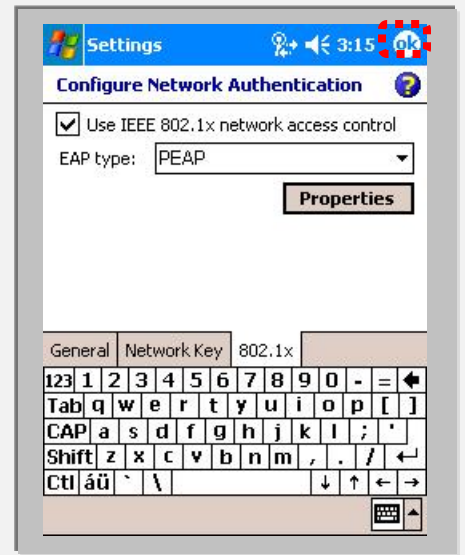 Settings 3:15 ok
Configure Network Authentication ?
Use IEEE 802.1x network access control
EAP type: PEAP
Properties
General Network Key 802.1x
123 1 2 3 4 5 6 7 8 9 0 - = ←
Tab q w e r t y u i o p [ ]
CAP a s d f g h j k l ; '
Shift z x c v b n m , . / ↵
Ctl áü ` \ ↓ ↑ ← →